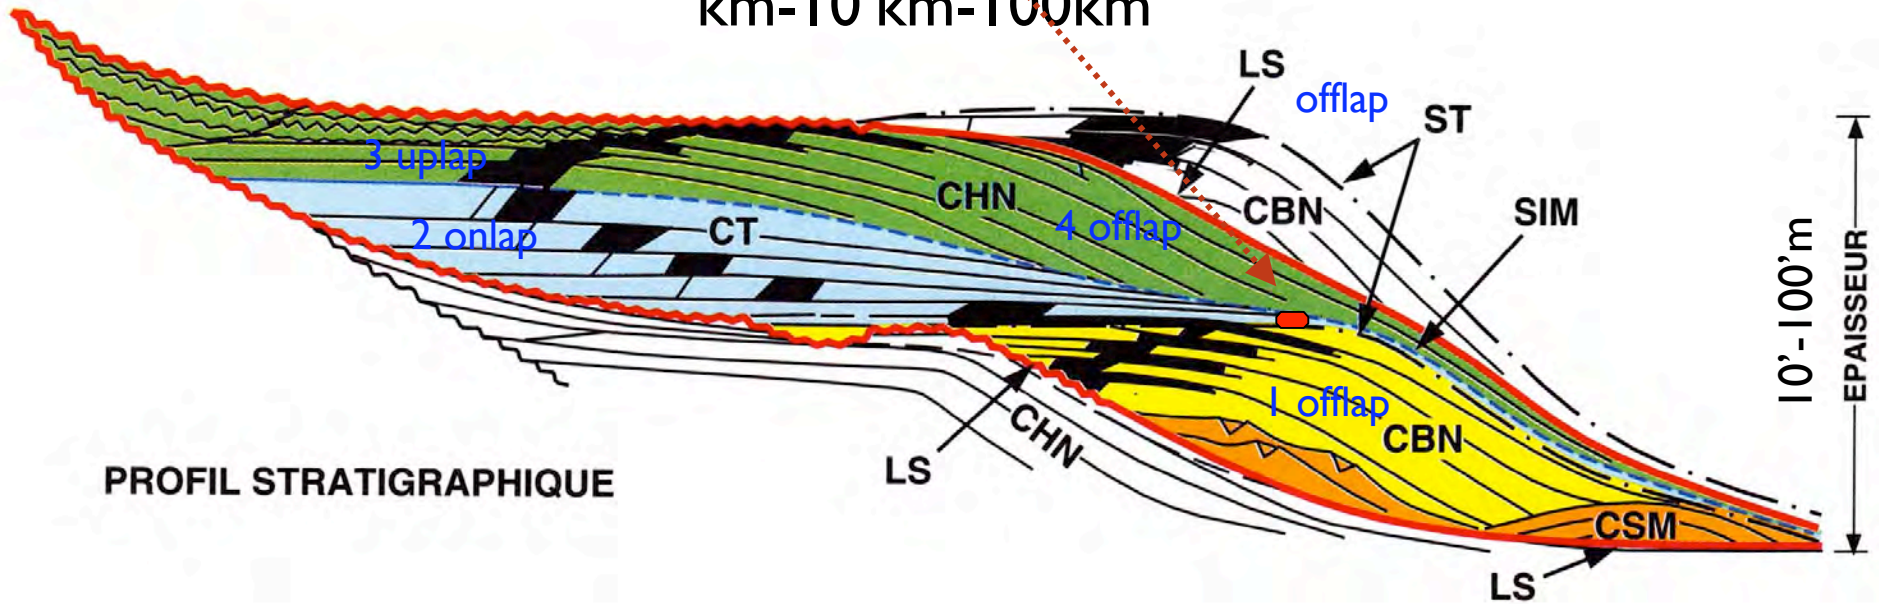 km-10 km-100km
LS
offlap
ST
3 uplap
CHN
CBN
SIM
2 onlap
CT
4 offlap
10'-100'm
EPAISSEUR
1 offlap
CHN
CBN
LS
PROFIL STRATIGRAPHIQUE
CSM
LS